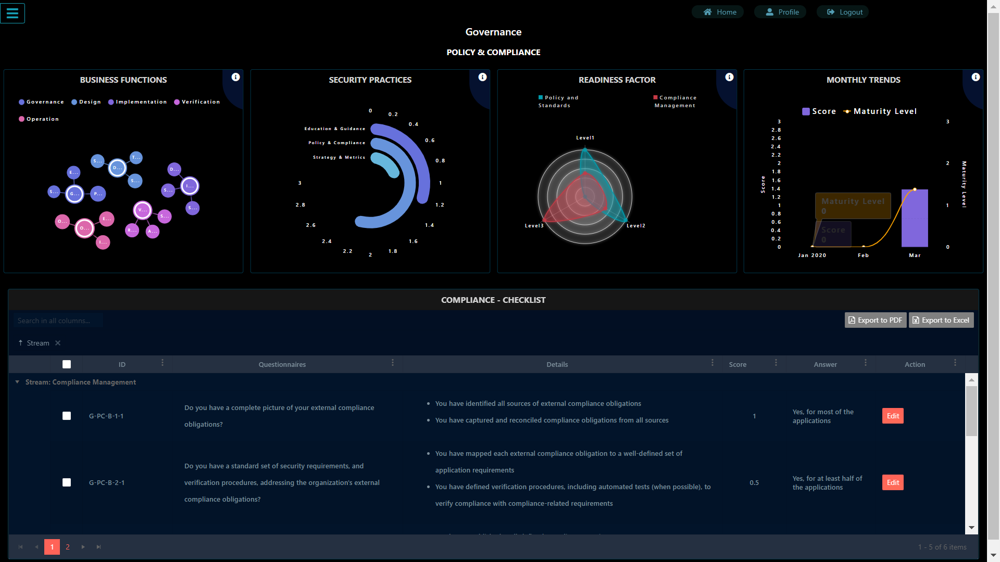 Home
Profile
Logout
Governance
POLICY & COMPLIANCE
BUSINESS FUNCTIONS
Governance
Design
Implementation
Verification
Operation
S...
T...
D...
S...
E...
S...
G...
P...
D...
I...
S...
S...
V...
S...
R...
A...
O...
E...
O...
I...
SECURITY PRACTICES
0
0.2
0.4
0.6
0.8
1
1.2
1.4
1.6
1.8
2
2.2
2.4
2.6
2.8
3
Education & Guidance
Policy & Compliance
Strategy & Metrics
READINESS FACTOR
Policy and
Standards
Compliance
Management
Level1
Level2
Level3
MONTHLY TRENDS
Score
Maturity Level
3
2.8
2.6
2.4
2.2
2
1.8
1.6
1.4
1.2
1
0.8
0.6
0.4
0.2
0
Score
3
2
1
0
Maturity Level
Maturity Level
0
Score
0
Jan 2020
Feb
Mar
COMPLIANCE - CHECKLIST
Search in all columns...
Export to PDF
Export to Excel
Stream
ID
Questionnaires
Details
Score
Answer
Action
Stream: Compliance Management
G-PC-B-1-1
Do you have a complete picture of your external compliance
obligations?
You have identified all sources of external compliance obligations
You have captured and reconciled compliance obligations from all sources
1
Yes, for most of the
applications
Edit
G-PC-B-2-1
Do you have a standard set of security requirements, and
verification procedures, addressing the organization's external
compliance obligations?
You have mapped each external compliance obligation to a well-defined set of
application requirements
You have defined verification procedures, including automated tests (when possible), to
verify compliance with compliance-related requirements
0.5
Yes, for at least half of
the applications
Edit
1
2
1 - 5 of 6 items